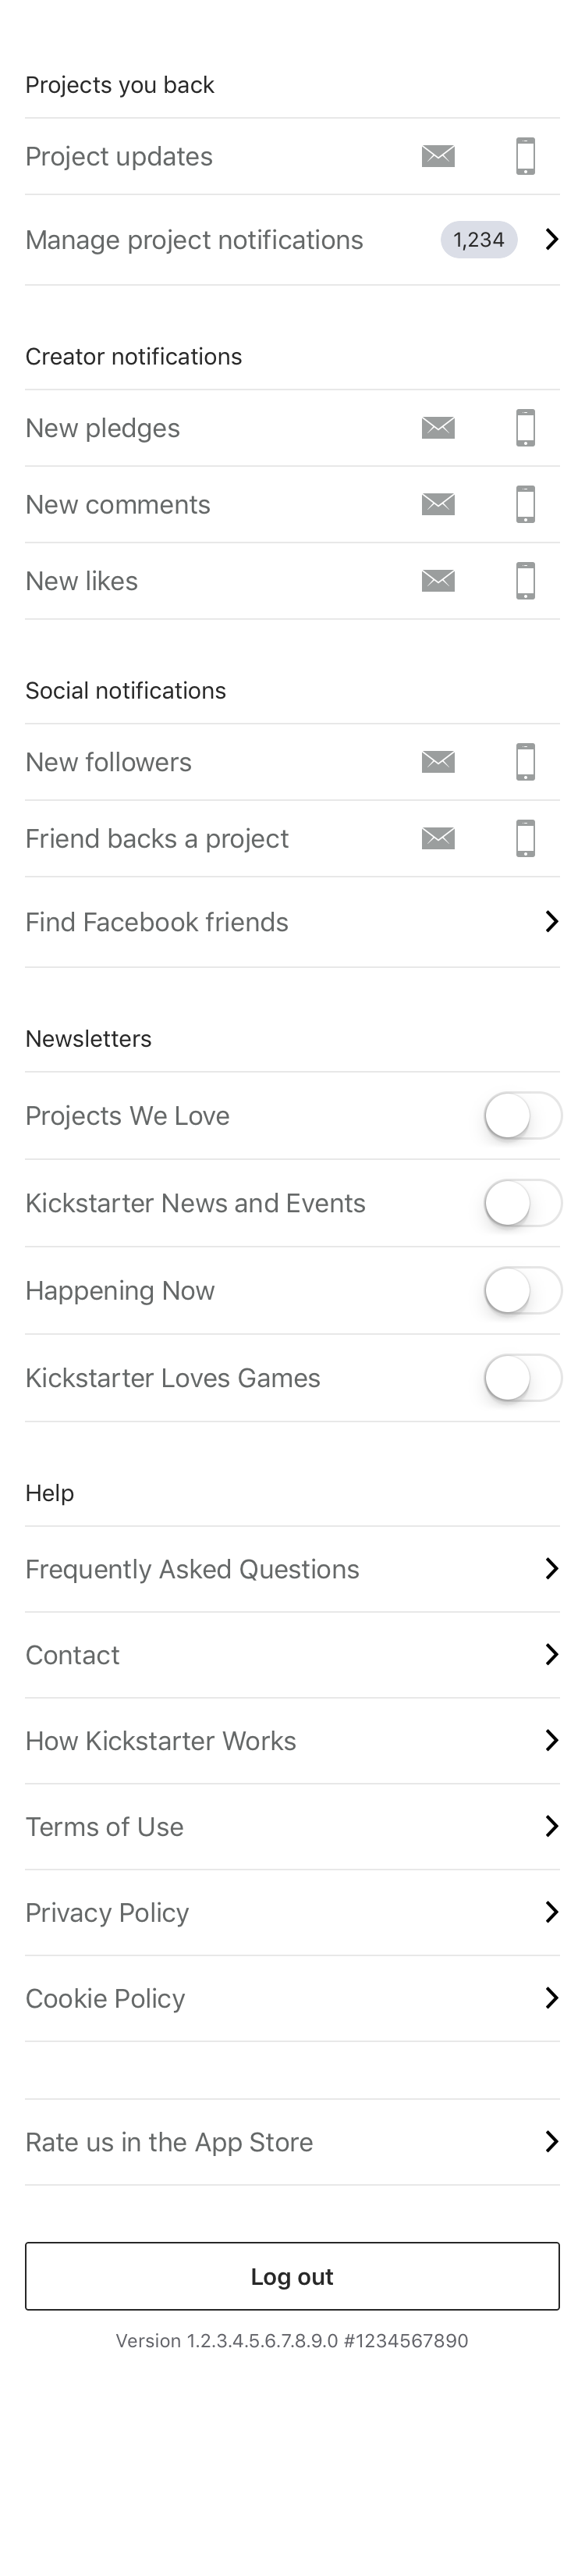 Projects you back
Project updates
Manage project notifications 1,234
Creator notifications
New pledges
New comments
New likes
Social notifications
New followers
Friend backs a project
Find Facebook friends
Newsletters
Projects We Love
Kickstarter News and Events
Happening Now
Kickstarter Loves Games
Help
Frequently Asked Questions
Contact
How Kickstarter Works
Terms of Use
Privacy Policy
Cookie Policy
Rate us in the App Store
Log out
Version 1.2.3.4.5.6.7.8.9.0 #1234567890